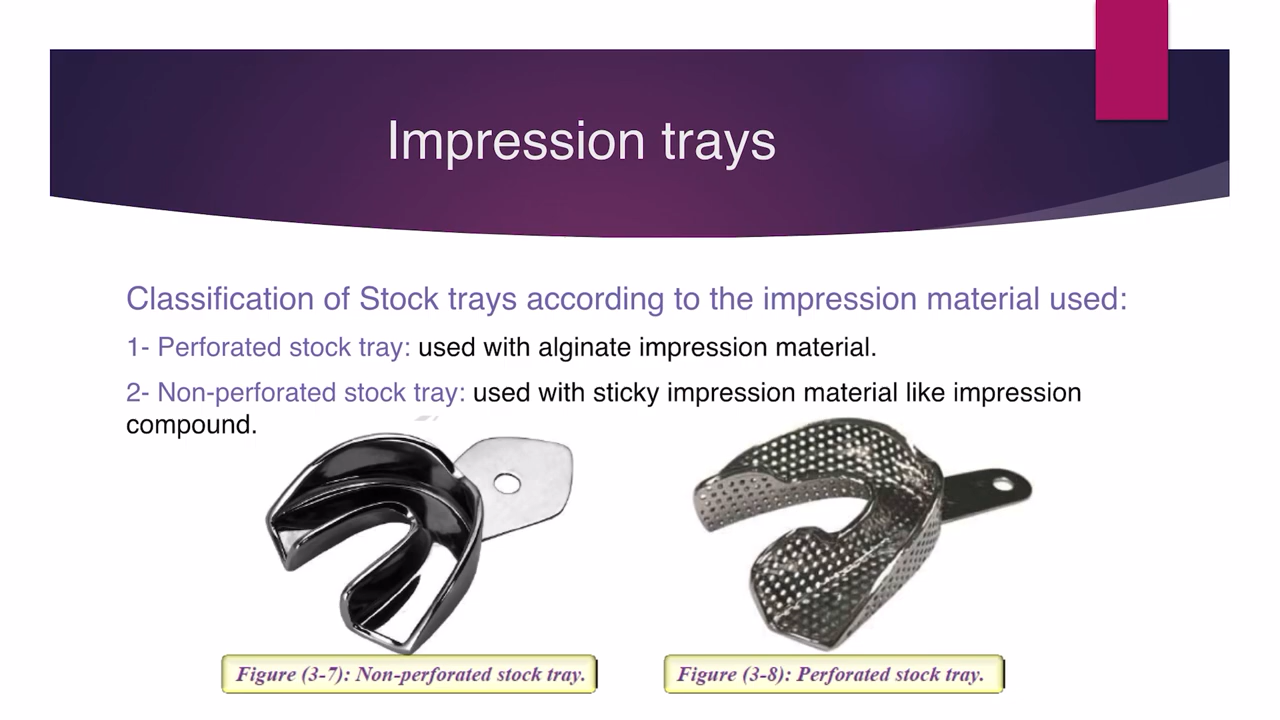 Impression trays
Classification of Stock trays according to the impression material used:
1- Perforated stock tray: used with alginate impression material.
2- Non-perforated stock tray: used with sticky impression material like impression
compound.
Figure (3-7): Non-perforated stock tray.
Figure (3-8): Perforated stock tray.